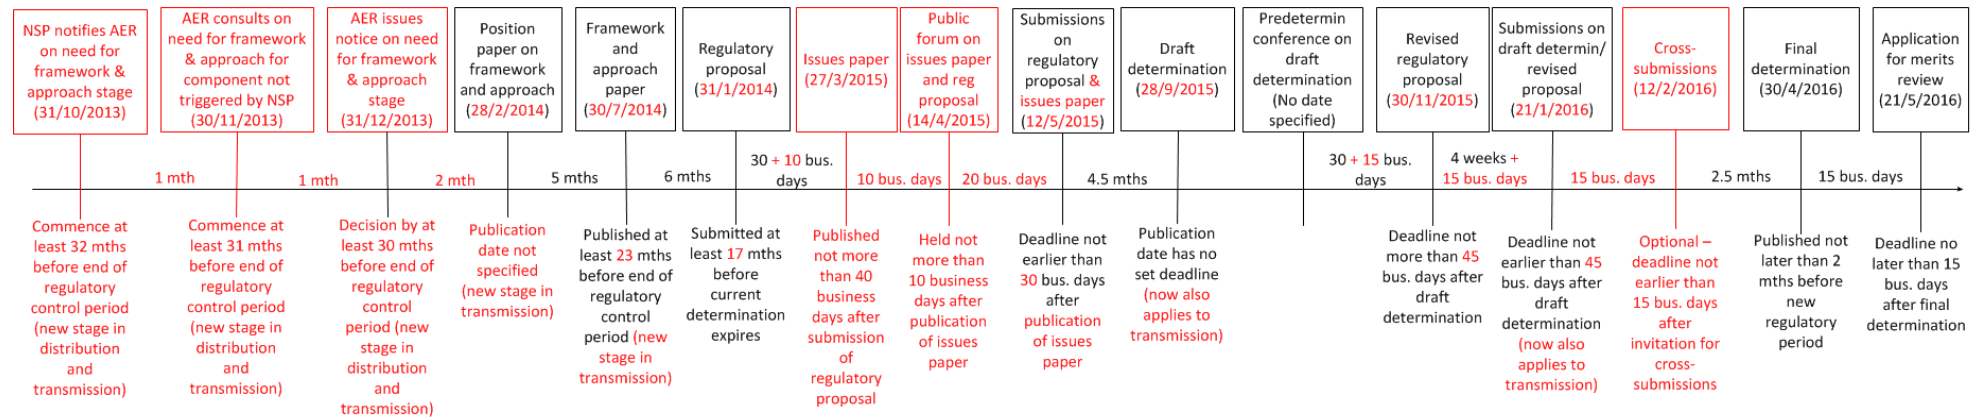 NSP notifies AER
on need for
framework &
approach stage
(31/10/2013)
AER consults on
need for framework
& approach for
component not
triggered by NSP
(30/11/2013)
AER issues
notice on need
for framework
& approach
stage
(31/12/2013)
Position
paper on
framework
and approach
(28/2/2014)
Framework
and
approach
paper
(30/7/2014)
Regulatory
proposal
(31/1/2014)
Issues paper
(27/3/2015)
Public
forum on
issues paper
and reg
proposal
(14/4/2015)
Submissions
on
regulatory
proposal &
issues paper
(12/5/2015)
Draft
determination
(28/9/2015)
Predetermin
conference on
draft
determination
(No date
specified)
Revised
regulatory
proposal
(30/11/2015)
Submissions on
draft determin/
revised
proposal
(21/1/2016)
Cross-
submissions
(12/2/2016)
Final
determination
(30/4/2016)
Application
for merits
review
(21/5/2016)
1 mth
1 mth
2 mth
5 mths
6 mths
30 + 10 bus.
days
10 bus. days
20 bus. days
4.5 mths
30 + 15 bus.
days
4 weeks +
15 bus. days
15 bus. days
2.5 mths
15 bus. days
Commence at
least 32 mths
before end of
regulatory
control period
(new stage in
distribution
and
transmission)
Commence at
least 31 mths
before end of
regulatory
control period
(new stage in
distribution
and
transmission)
Decision by at
least 30 mths
before end of
regulatory
control
period (new
stage in
distribution
and
transmission)
Publication
date not
specified
(new stage in
transmission)
Published at
least 23 mths
before end of
regulatory
control
period (new
stage in
transmission)
Submitted at
least 17 mths
before
current
determination
expires
Published
not more
than 40
business
days after
submission
of
regulatory
proposal
Held not
more than
10 business
days after
publication
of issues
paper
Deadline not
earlier than
30 bus. days
after
publication
of issues
paper
Publication
date has no
set deadline
(now also
applies to
transmission)
Deadline not
more than 45
bus. days after
draft
determination
Deadline not
earlier than 45
bus. days after
draft
determination
(now also
applies to
transmission)
Optional –
deadline not
earlier than
15 bus. days
after
invitation for
cross-
submissions
Published not
later than 2
mths before
new
regulatory
period
Deadline no
later than 15
bus. days
after final
determination